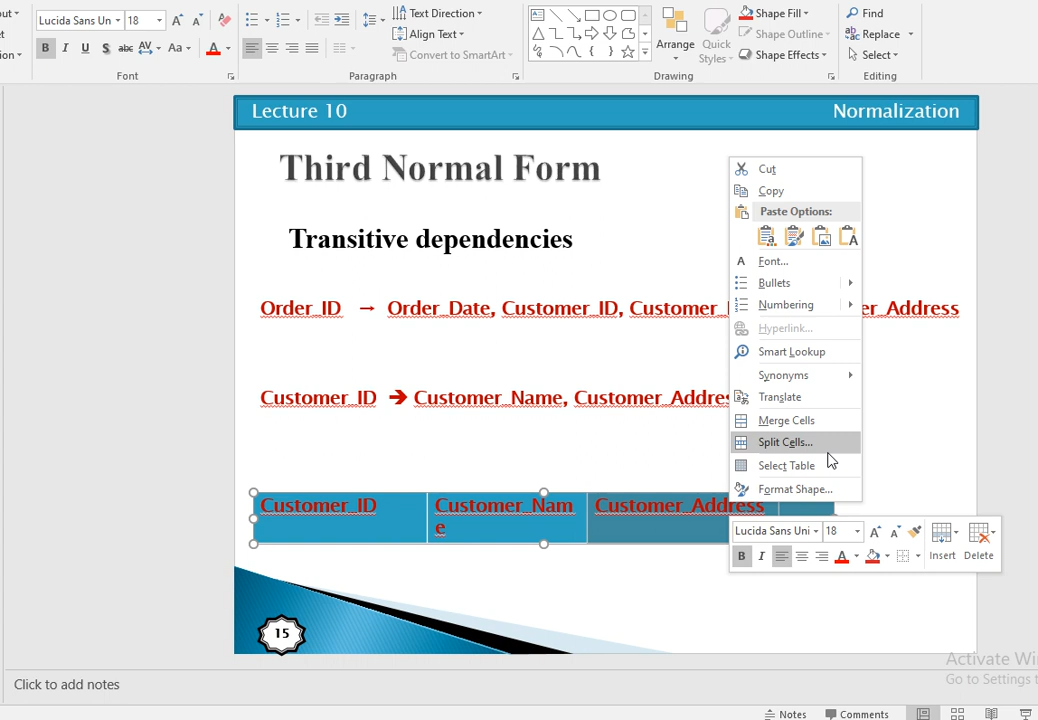 out
Lucida Sans Un 18
Text Direction
Align Text
Convert to SmartArt
B I U S abc AV Aa A
Font
Paragraph
Arrange
Quick
Styles
Shape Fill
Shape Outline
Shape Effects
Drawing
Find
Replace
Select
Editing
Lecture 10
Normalization
Third Normal Form
Transitive dependencies
Order_ID → Order_Date, Customer_ID, Customer_
er_Address
Customer_ID ➔ Customer_Name, Customer_Addres
Customer_ID
Customer_Nam
e
Customer_Address
15
Cut
Copy
Paste Options:
A Font...
Bullets
Numbering
Hyperlink...
Smart Lookup
Synonyms
Translate
Merge Cells
Split Cells...
Select Table
Format Shape...
Lucida Sans Uni 18
B I A
Insert
Delete
Activate Wi
Go to Settings t
Click to add notes
Notes
Comments